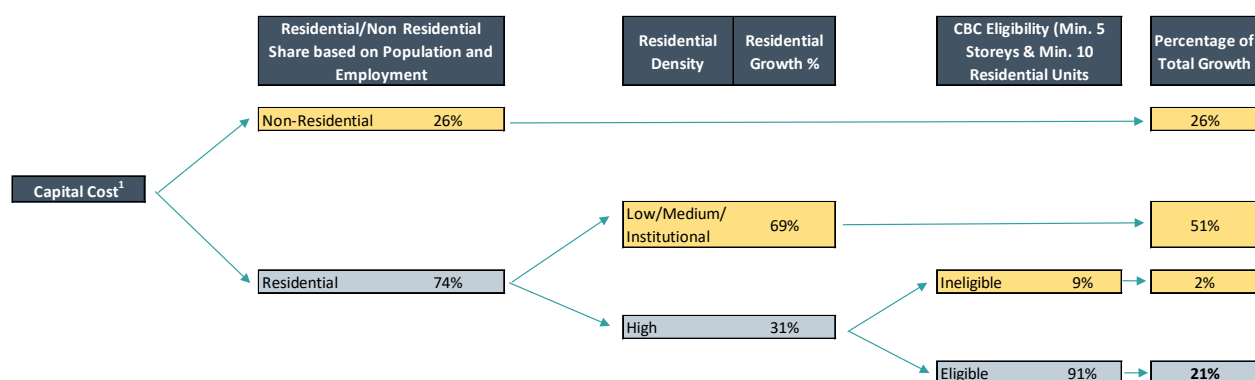 Residential/Non Residential
Share based on Population and
Employment
Residential
Density
Residential
Growth %
CBC Eligibility (Min. 5
Storeys & Min. 10
Residential Units
Percentage of
Total Growth
Non-Residential 26%
26%
Capital Cost1
Low/Medium/
Institutional 69%
51%
Residential 74%
Ineligible 9%
2%
High 31%
Eligible 91%
21%